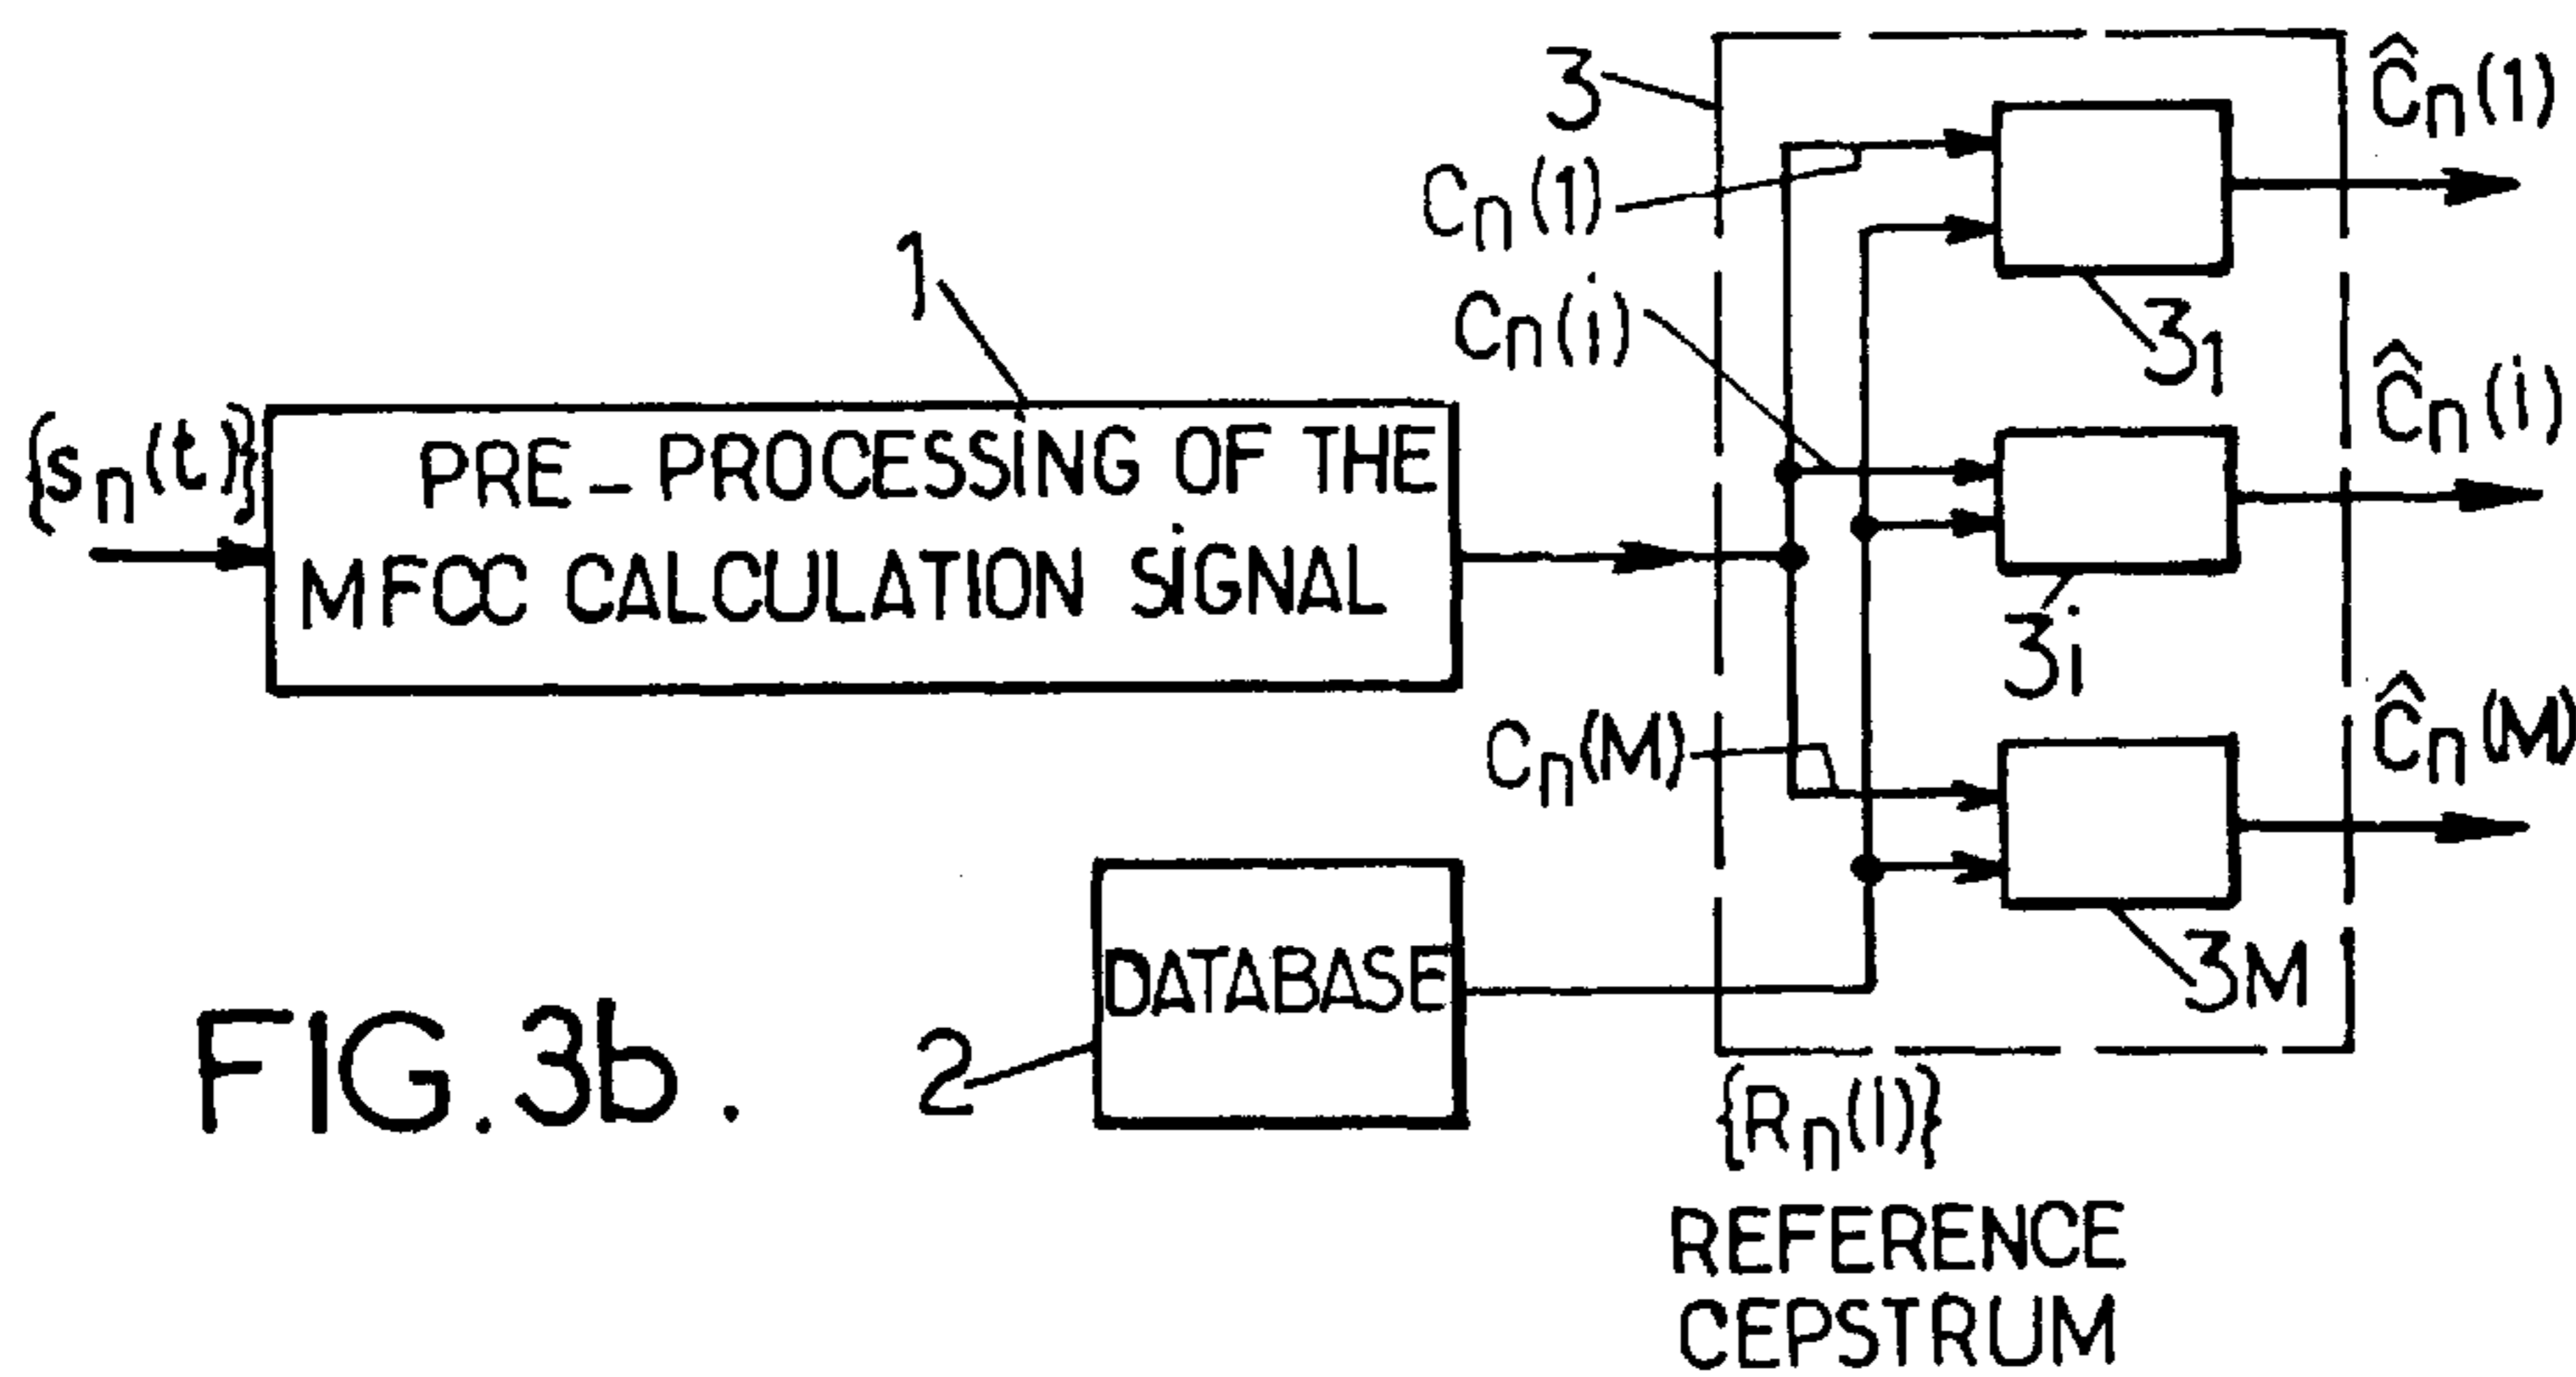 3
Ĉn(1)
Cn(1)
1
31
Cn(i)
Ĉn(i)
{sn(t)}
PRE-PROCESSING OF THE
MFCC CALCULATION SIGNAL
3i
Cn(M)
Ĉn(M)
DATABASE
3M
2
FIG.3b.
{Rn(l)}
REFERENCE
CEPSTRUM